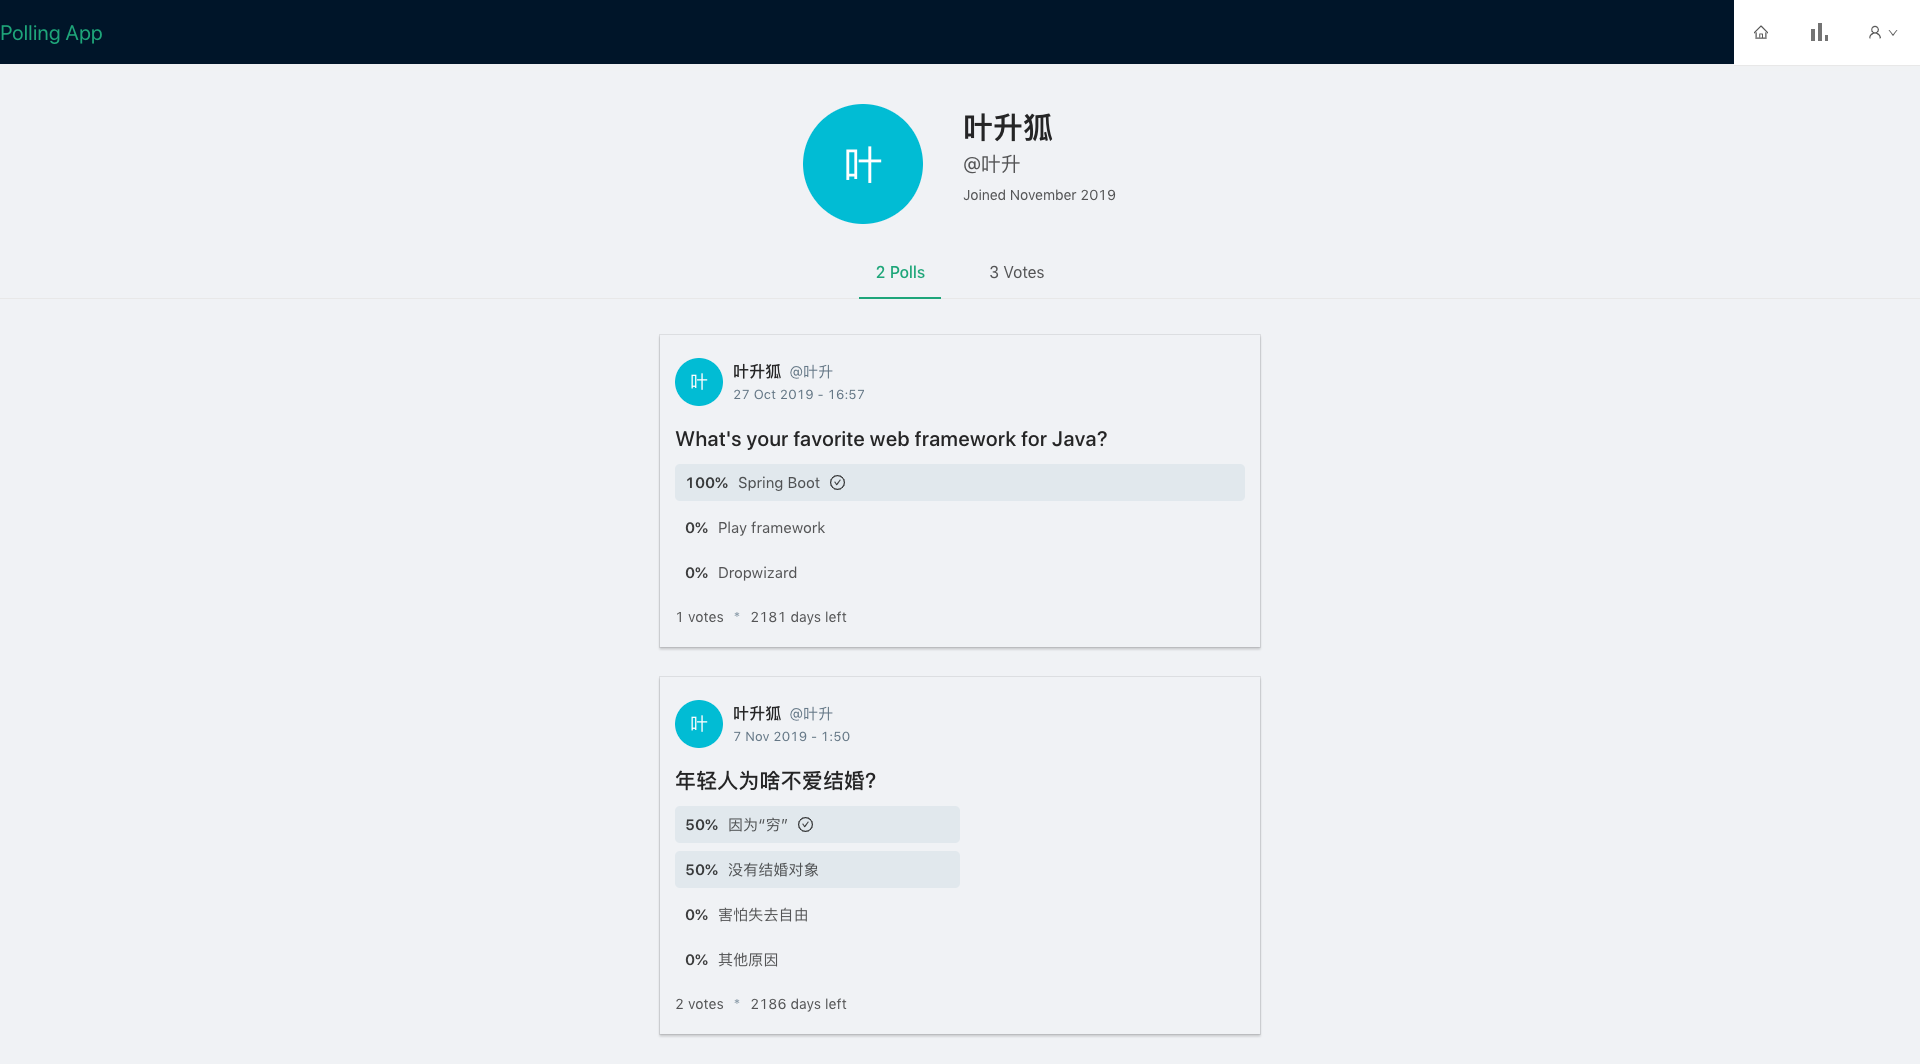 Polling App
叶
叶升狐
@叶升
Joined November 2019
2 Polls 3 Votes
叶
叶升狐 @叶升
27 Oct 2019 - 16:57
What's your favorite web framework for Java?
100% Spring Boot
0% Play framework
0% Dropwizard
1 votes * 2181 days left
叶
叶升狐 @叶升
7 Nov 2019 - 1:50
年轻人为啥不爱结婚?
50% 因为“穷”
50% 没有结婚对象
0% 害怕失去自由
0% 其他原因
2 votes * 2186 days left